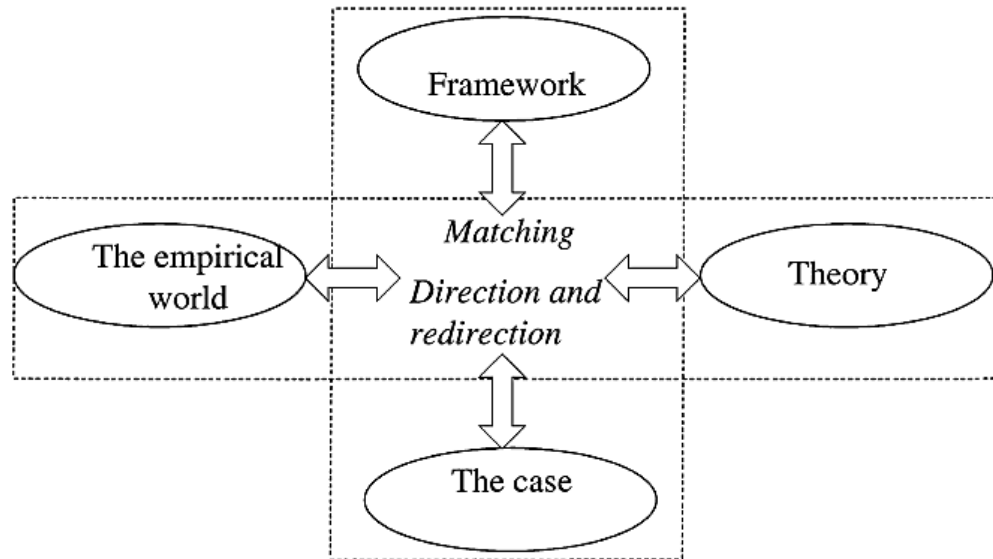 Framework
Matching
The empirical
world
Direction and
redirection
Theory
The case